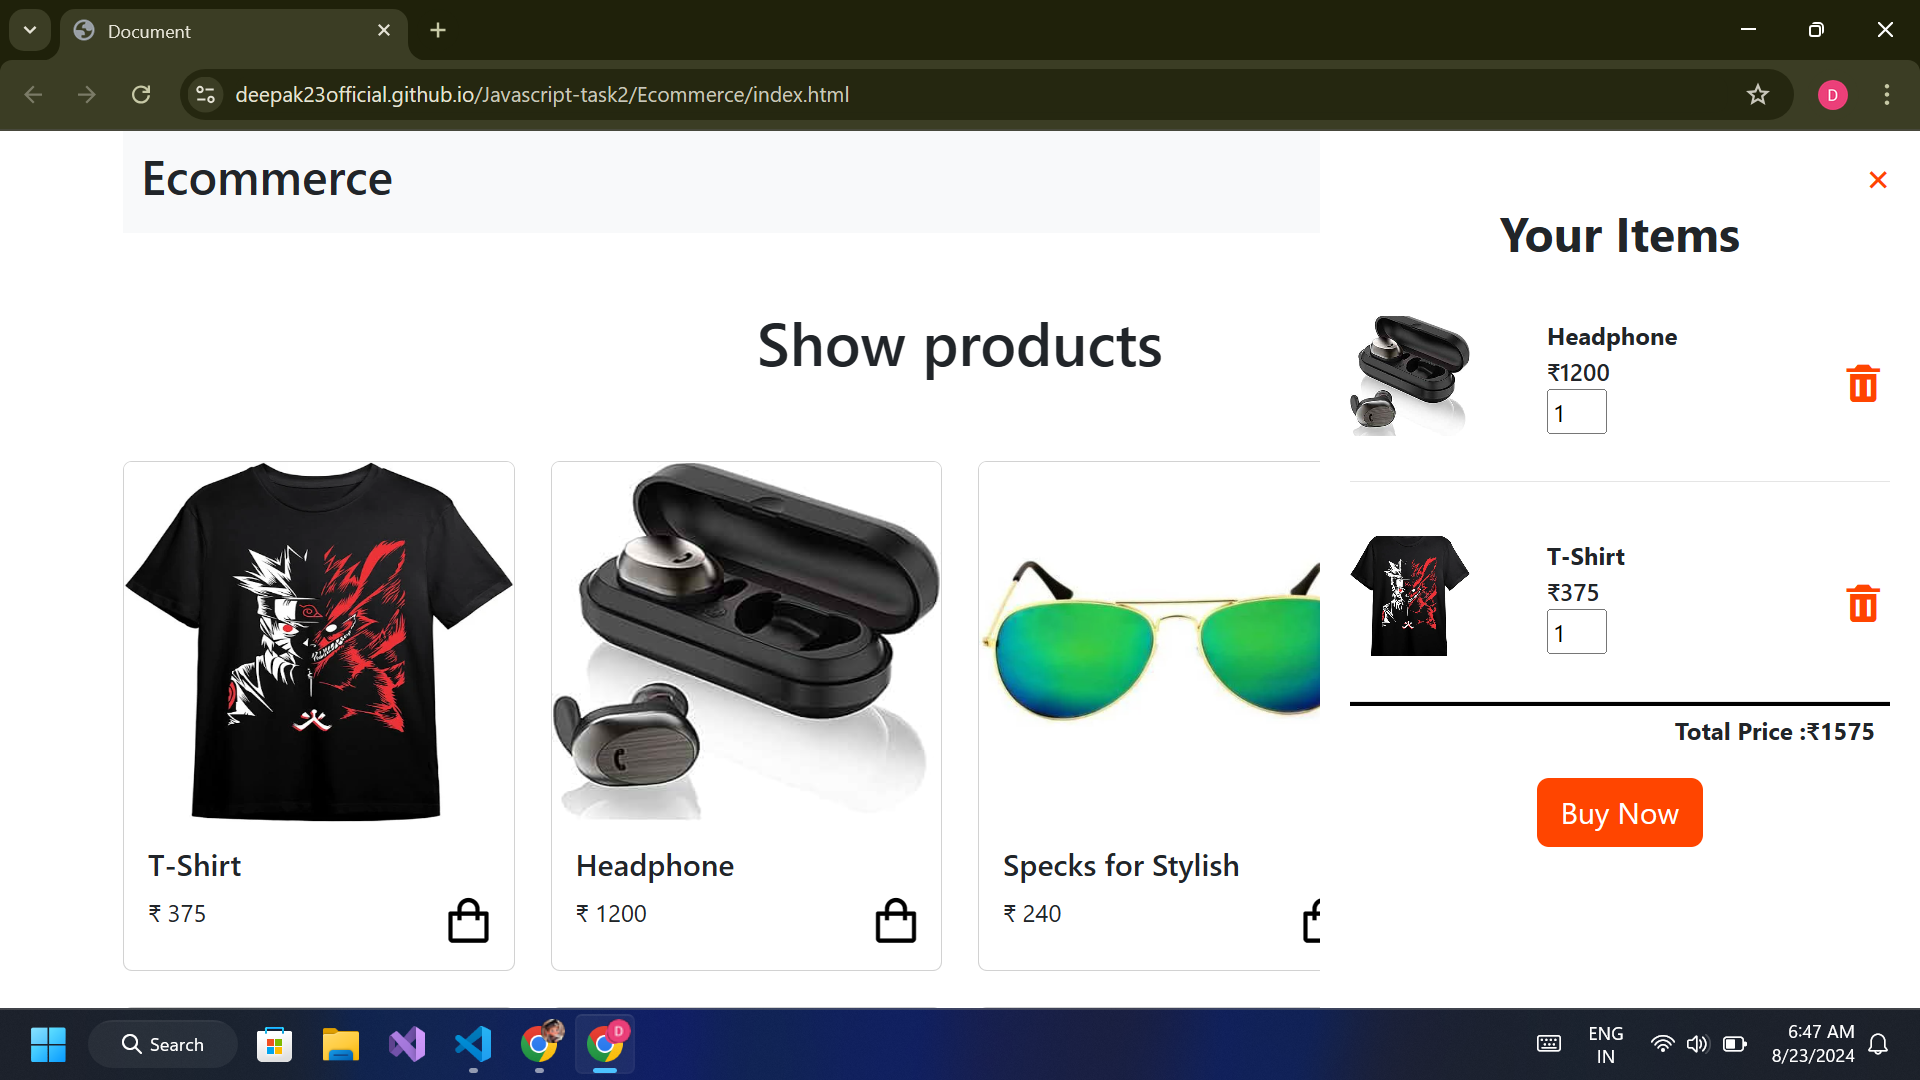 Document
deepak23official.github.io/Javascript-task2/Ecommerce/index.html
D
Ecommerce
Show products
T-Shirt
₹ 375
Headphone
₹ 1200
Specks for Stylish
₹ 240
Your Items
Headphone
₹1200
1
T-Shirt
₹375
1
Total Price :₹1575
Buy Now
火
Search
D
ENG
IN
6:47 AM
8/23/2024